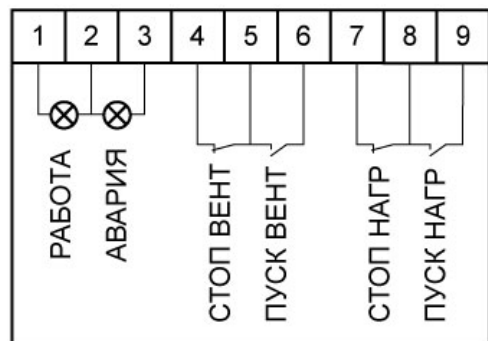 1 2 3 4 5 6 7 8 9
РАБОТА
АВАРИЯ
СТОП ВЕНТ
ПУСК ВЕНТ
СТОП НАГР
ПУСК НАГР